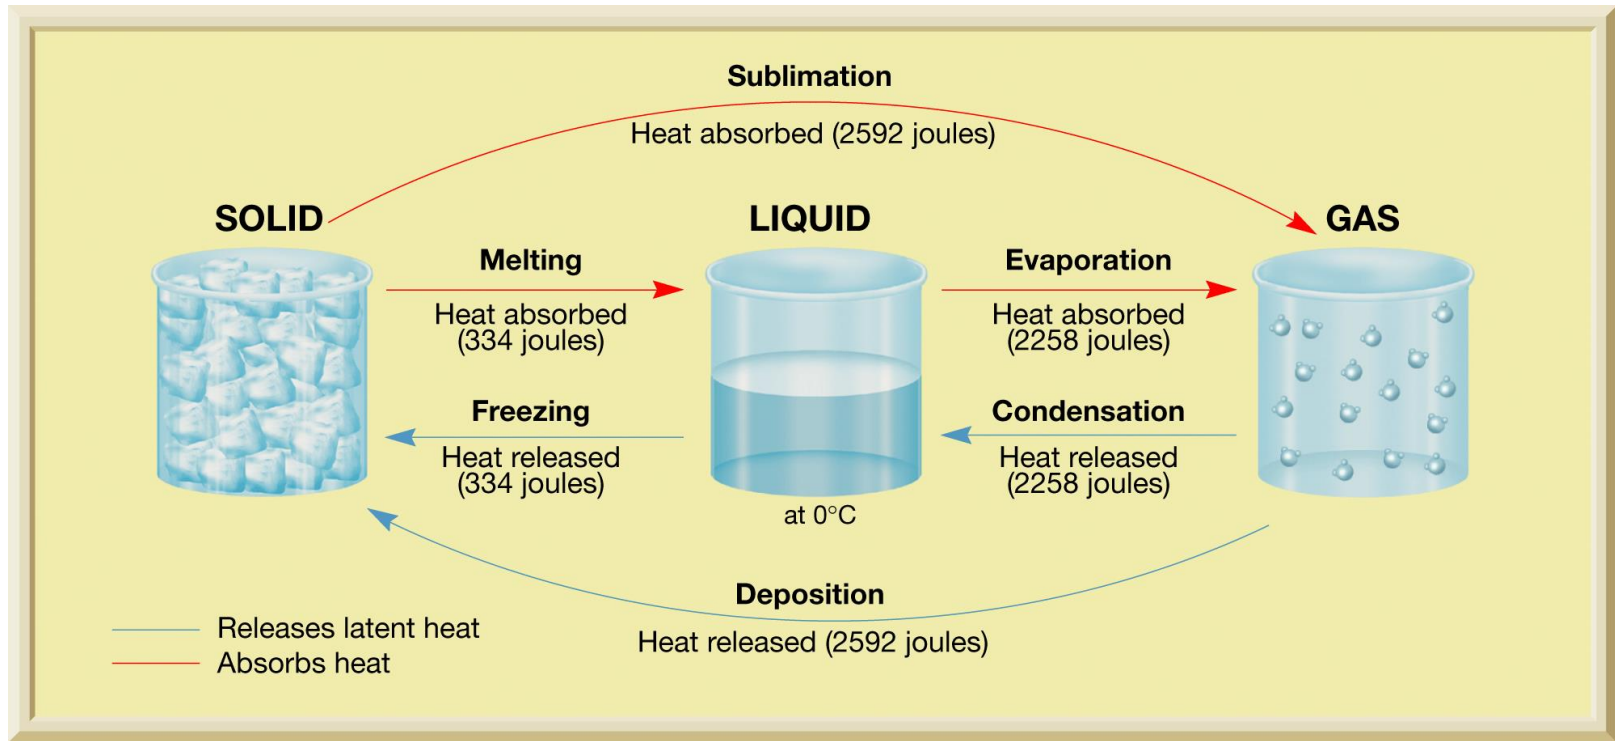 Sublimation
Heat absorbed (2592 joules)
SOLID
LIQUID
GAS
Melting
Heat absorbed
(334 joules)
Evaporation
Heat absorbed
(2258 joules)
Freezing
Heat released
(334 joules)
Condensation
Heat released
(2258 joules)
at 0°C
Deposition
Heat released (2592 joules)
Releases latent heat
Absorbs heat